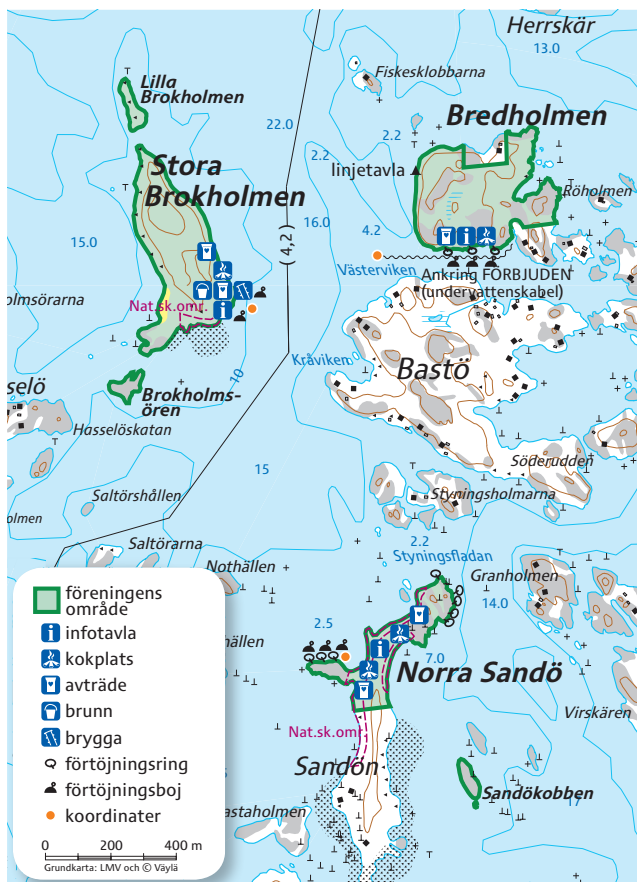 Herrskär
13.0
Fiskesklobbarna
Lilla
Brokholmen
22.0
2.2
Bredholmen
Stora
Brokholmen
2.2
linjetavla
Röholmen
15.0
16.0
4.2
( 4,2 )
Västerviken
Ankring FÖRBJUDEN
(undervattenskabel)
olmsörarna
Nat.sk.omr.
Kråviken
Bastö
10
selö
Brokholms-
ören
Hasselöskatan
15
Söderudden
Saltörshållen
Styningsholmarna
olmen
2.2
Saltörarna
Styningsfladan
Nothällen
Granholmen
14.0
2.5
hällen
7.0
Norra Sandö
Virskären
Nat.sk.omr.
Sandön
Sandökobben
17
astaholmen
föreningens
område
infotavla
kokplats
avträde
brunn
brygga
förtöjningsring
förtöjningsboj
koordinater
0 200 400 m
Grundkarta: LMV och © Väylä